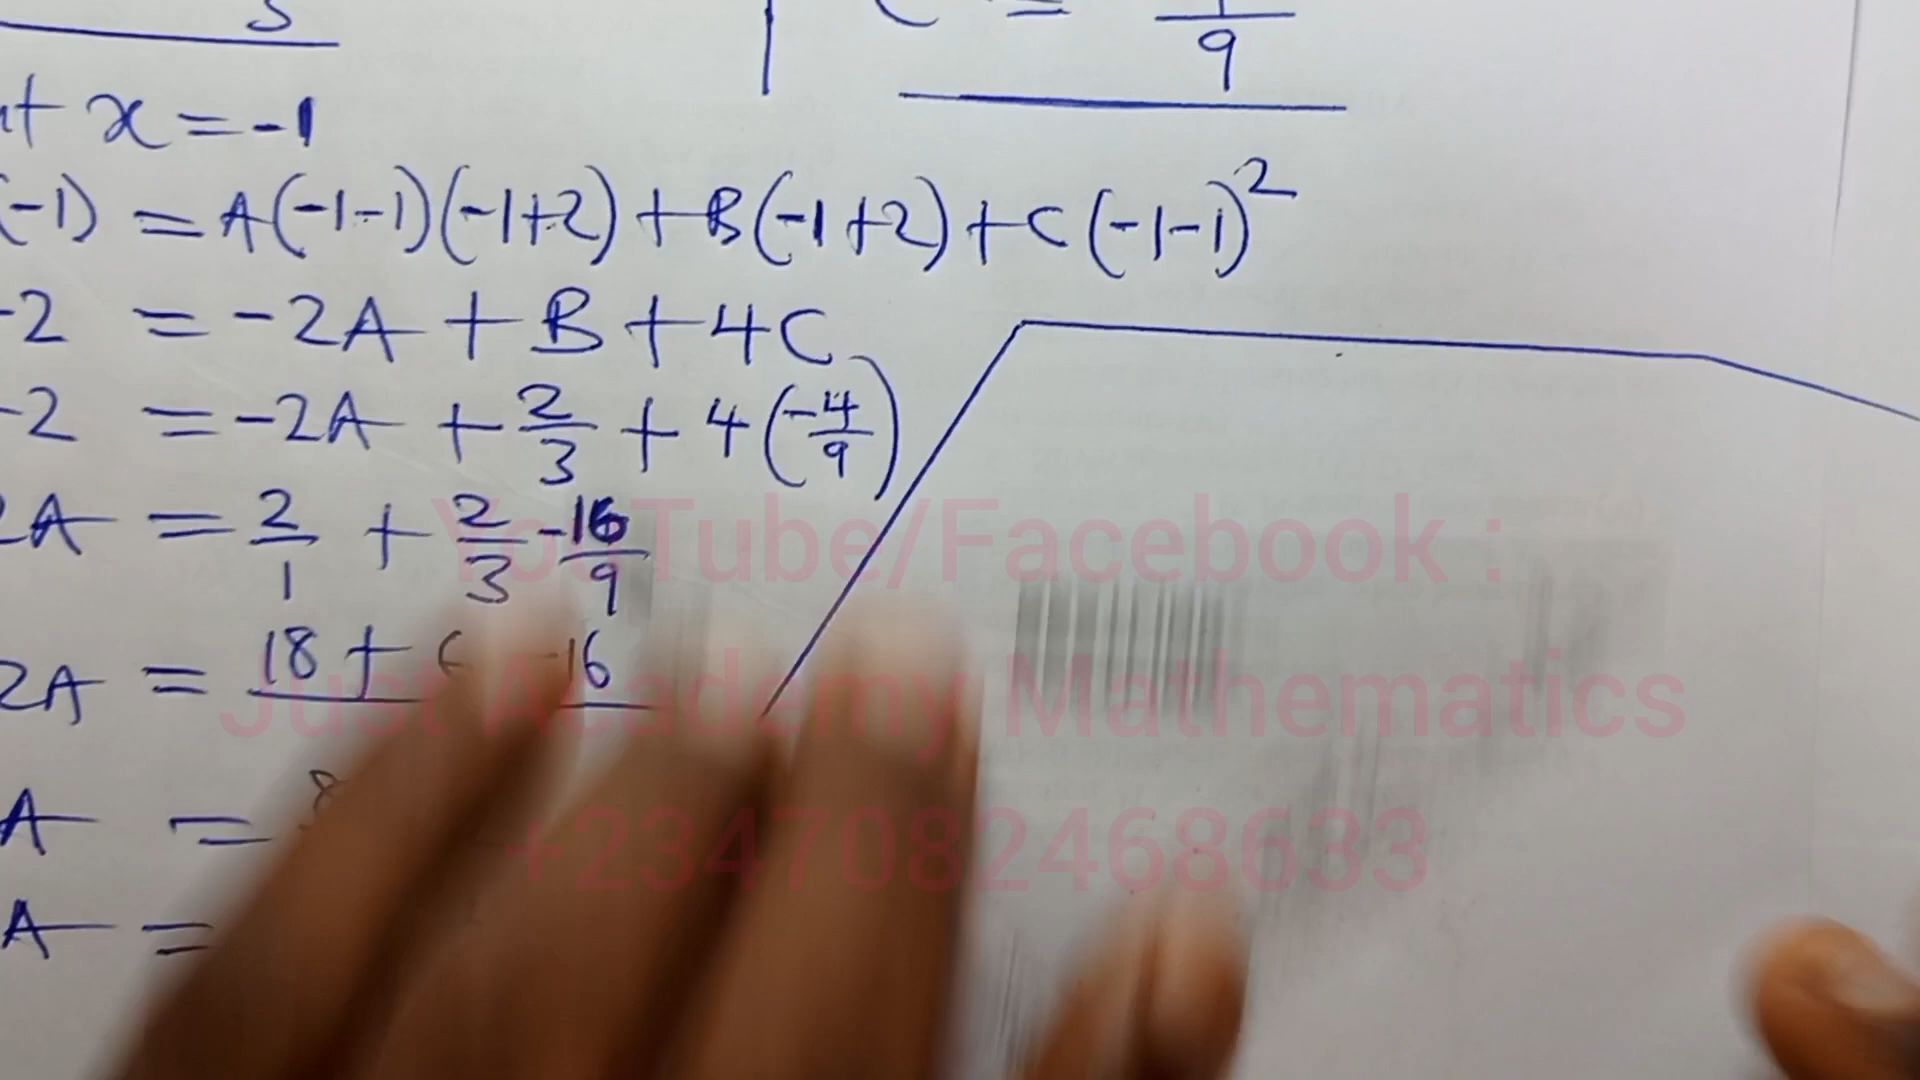 x = -1
(-1) = A(-1-1)(-1+2) + B(-1+2) + C(-1-1)²
-2 = -2A + B + 4C
-2 = -2A + 2/3 + 4(-4/9)
2A = 2/1 + 2/3 - 16/9
2A = 18 + 6 - 16
A = 8
A =
9
YouTube/Facebook :
Just Academy Mathematics
+2347082468633